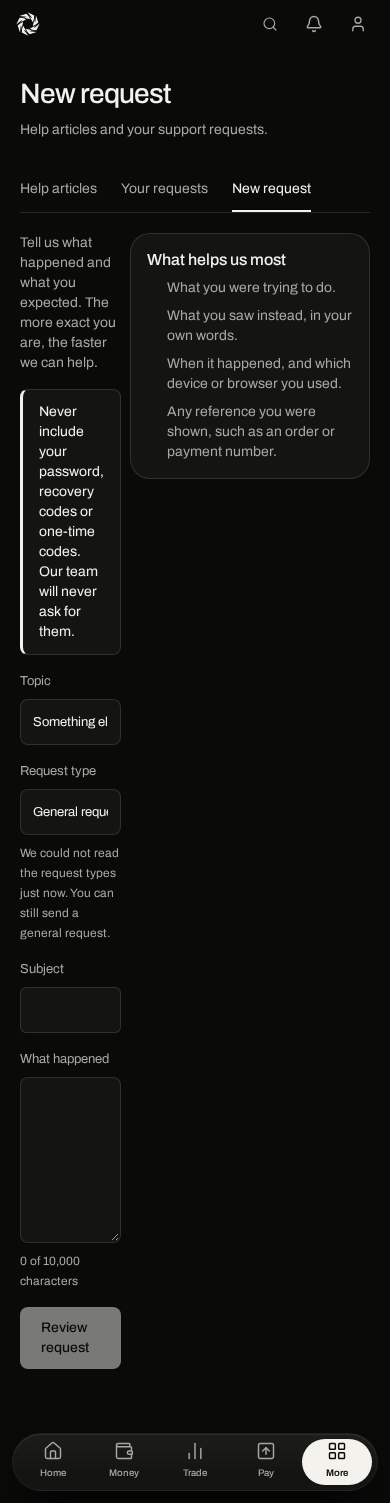 New request
Help articles and your support requests.
Help articles
Your requests
New request
Tell us what
happened and
what you
expected. The
more exact you
are, the faster
we can help.
Never
include
your
password,
recovery
codes or
one-time
codes.
Our team
will never
ask for
them.
Topic
Something el
Request type
General reque
We could not read
the request types
just now. You can
still send a
general request.
Subject
What happened
0 of 10,000
characters
Review
request
What helps us most
What you were trying to do.
What you saw instead, in your
own words.
When it happened, and which
device or browser you used.
Any reference you were
shown, such as an order or
payment number.
Home
Money
Trade
Pay
More